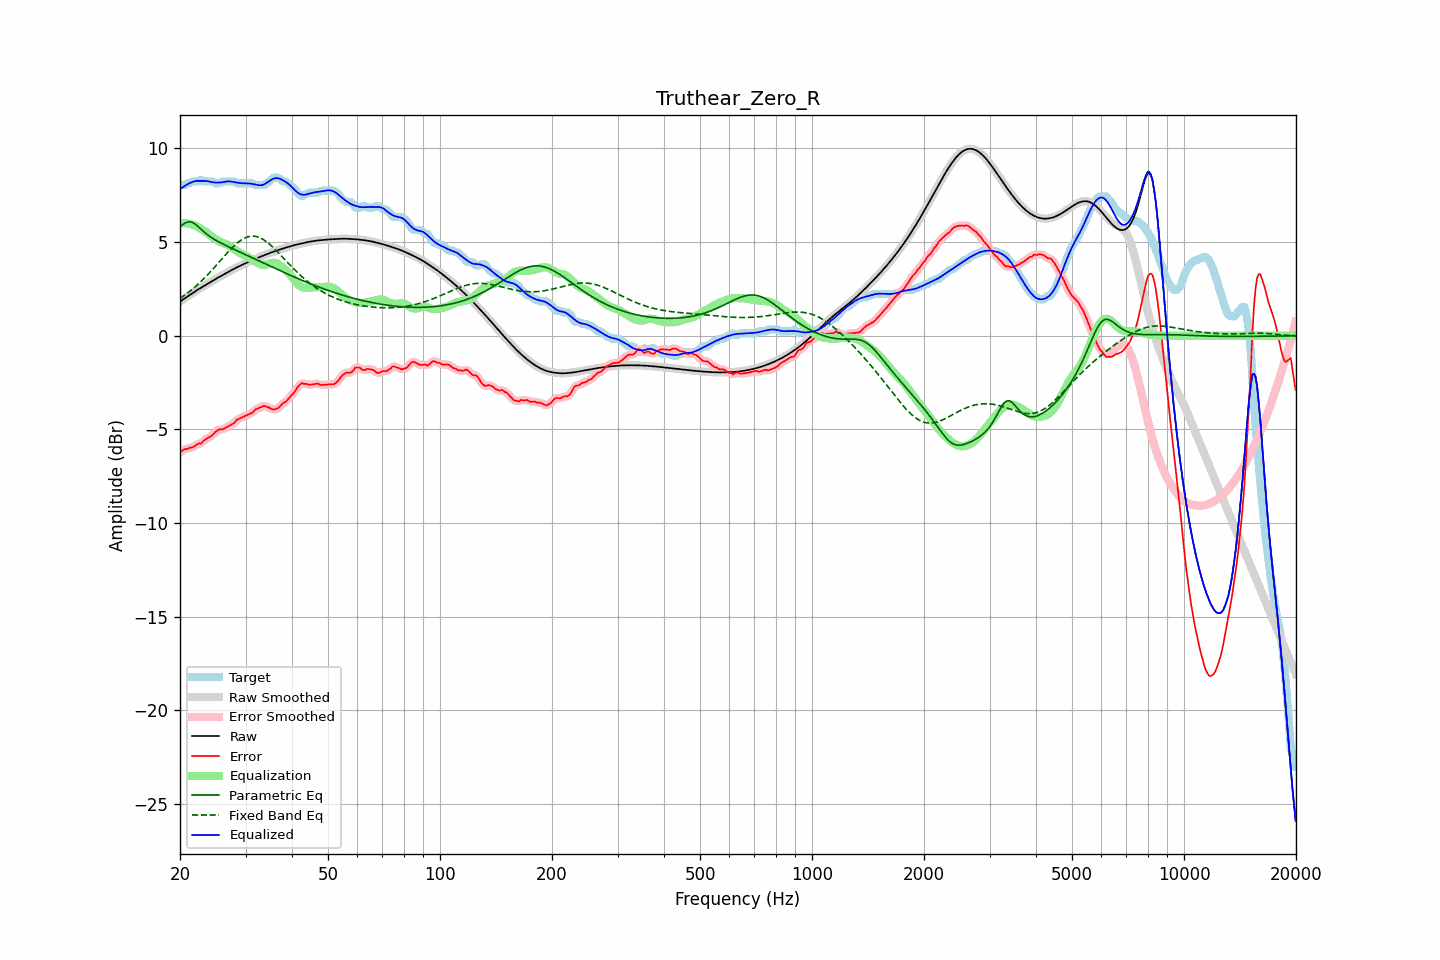 Truthear_Zero_R
Amplitude (dBr)
10
5
0
−5
−10
−15
−20
−25
Target
Raw Smoothed
Error Smoothed
Raw
Error
Equalization
Parametric Eq
Fixed Band Eq
Equalized
20 50 100 200 500 1000 2000 5000 10000 20000
Frequency (Hz)